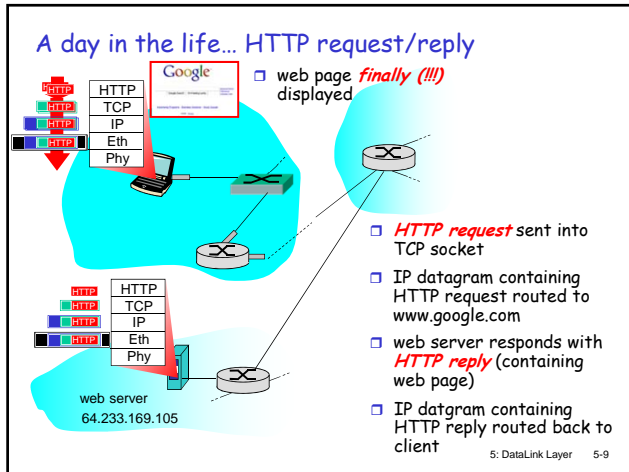 A day in the life... HTTP request/reply
Google
web page finally (!!!)
displayed
HTTP
HTTP
HTTP
HTTP
HTTP
TCP
IP
Eth
Phy
HTTP request sent into
TCP socket
IP datagram containing
HTTP request routed to
www.google.com
web server responds with
HTTP reply (containing
web page)
IP datgram containing
HTTP reply routed back to
client
HTTP
HTTP
HTTP
HTTP
HTTP
TCP
IP
Eth
Phy
web server
64.233.169.105
5: DataLink Layer 5-9